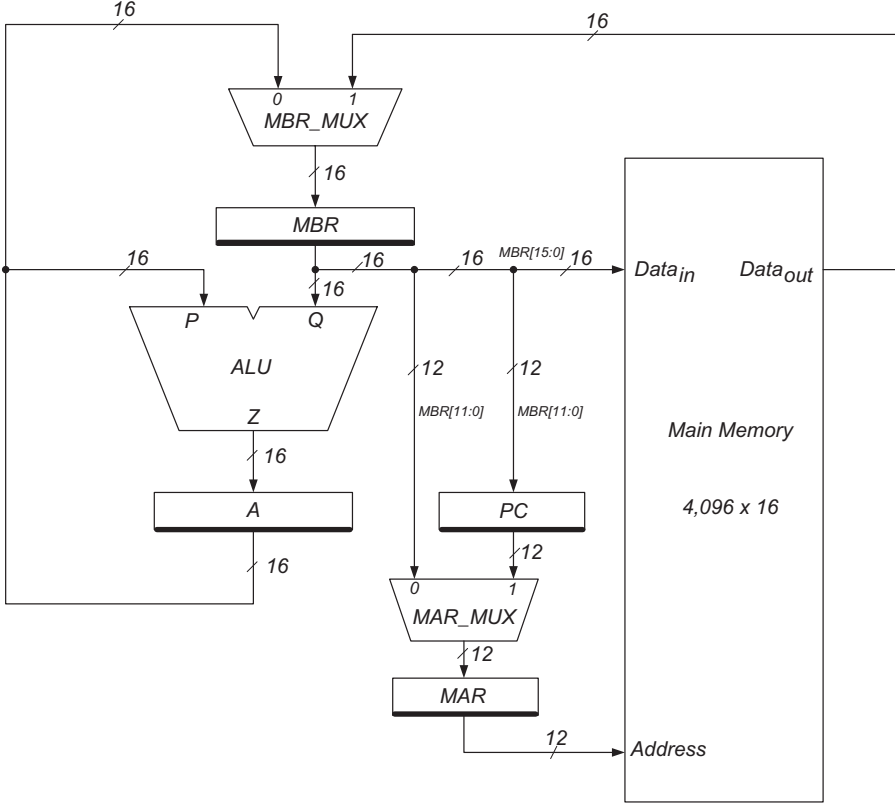 16
16
0 1
MBR_MUX
16
MBR
16
16
16
MBR[15:0]
16
16
Data_in
Data_out
P Q
ALU
Z
12
12
MBR[11:0]
MBR[11:0]
Main Memory
4,096 x 16
16
A
PC
16
12
0 1
MAR_MUX
12
MAR
12
Address